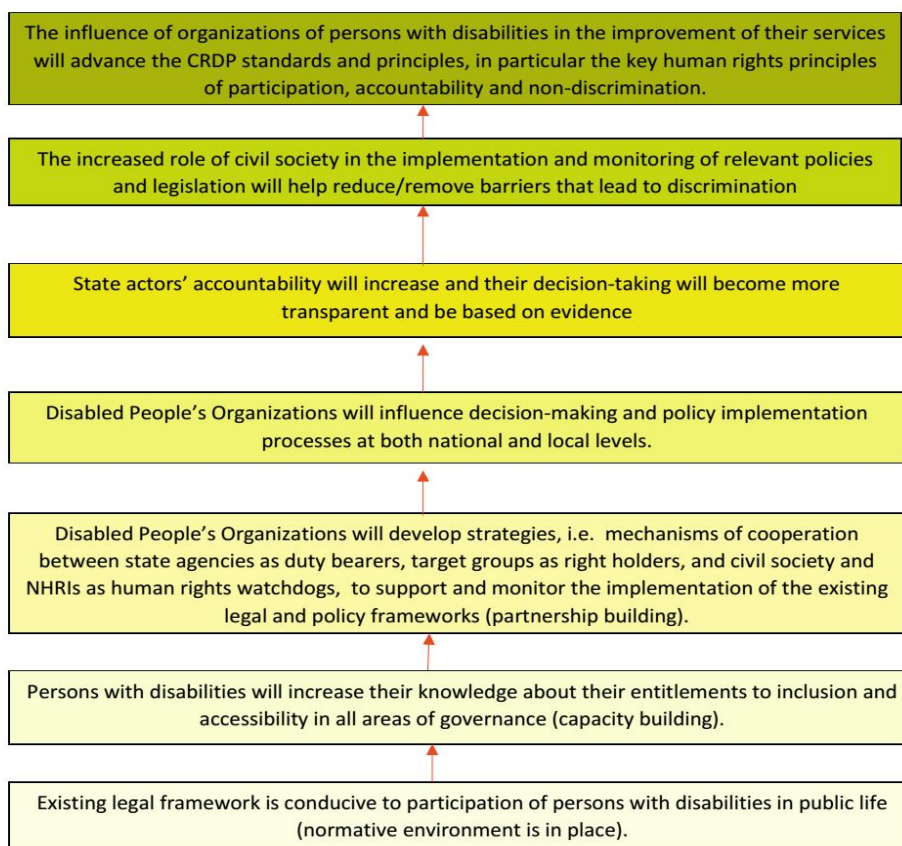 The influence of organizations of persons with disabilities in the improvement of their services
will advance the CRDP standards and principles, in particular the key human rights principles
of participation, accountability and non-discrimination.
The increased role of civil society in the implementation and monitoring of relevant policies
and legislation will help reduce/remove barriers that lead to discrimination
State actors’ accountability will increase and their decision-taking will become more
transparent and be based on evidence
Disabled People’s Organizations will influence decision-making and policy implementation
processes at both national and local levels.
Disabled People’s Organizations will develop strategies, i.e. mechanisms of cooperation
between state agencies as duty bearers, target groups as right holders, and civil society and
NHRIs as human rights watchdogs, to support and monitor the implementation of the existing
legal and policy frameworks (partnership building).
Persons with disabilities will increase their knowledge about their entitlements to inclusion and
accessibility in all areas of governance (capacity building).
Existing legal framework is conducive to participation of persons with disabilities in public life
(normative environment is in place).